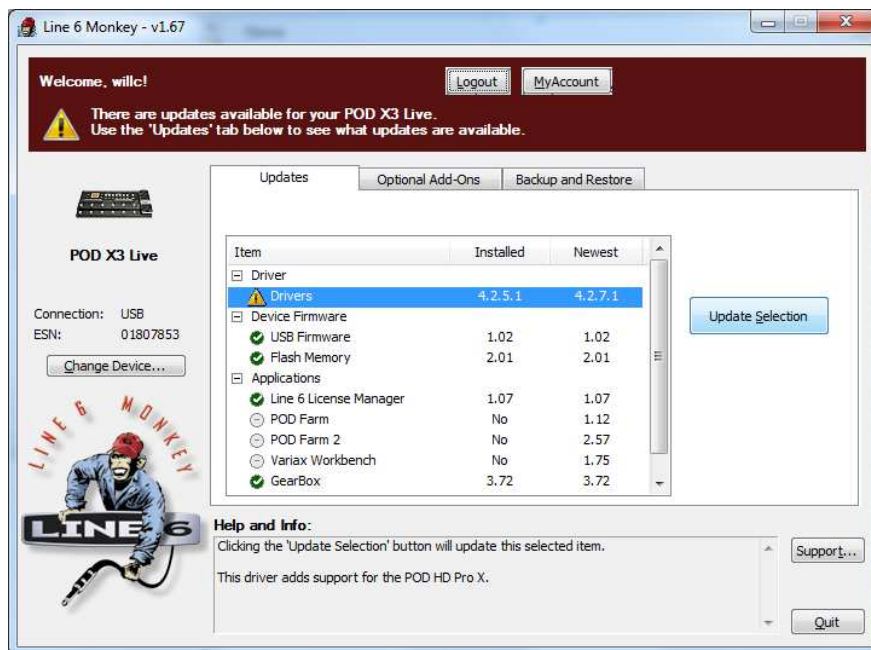 Line 6 Monkey - v1.67
Welcome, willc!
Logout
MyAccount
There are updates available for your POD X3 Live.
Use the 'Updates' tab below to see what updates are available.
Updates
Optional Add-Ons
Backup and Restore
POD X3 Live
Connection: USB
ESN: 01807853
Change Device...
LINE 6 MONKEY
LINE 6
Item Installed Newest
Driver
Drivers 4.2.5.1 4.2.7.1
Device Firmware
USB Firmware 1.02 1.02
Flash Memory 2.01 2.01
Applications
Line 6 License Manager 1.07 1.07
POD Farm No 1.12
POD Farm 2 No 2.57
Variax Workbench No 1.75
GearBox 3.72 3.72
Update Selection
Help and Info:
Clicking the 'Update Selection' button will update this selected item.
This driver adds support for the POD HD Pro X.
Support...
Quit